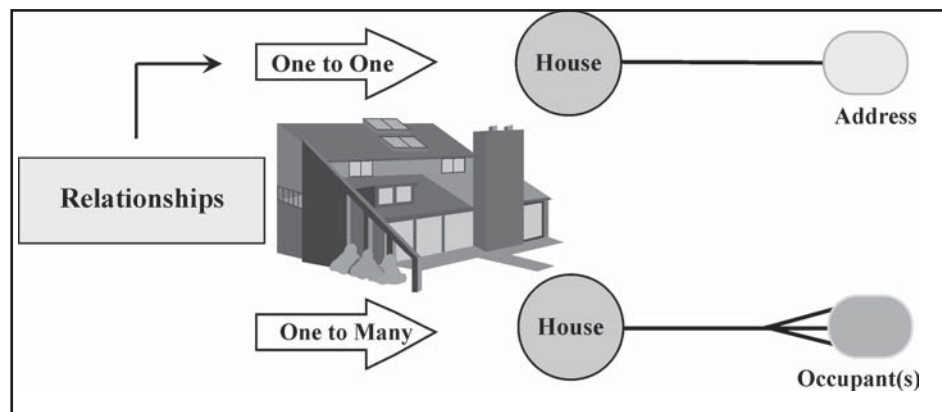 One to One
House
Address
Relationships
One to Many
House
Occupant(s)